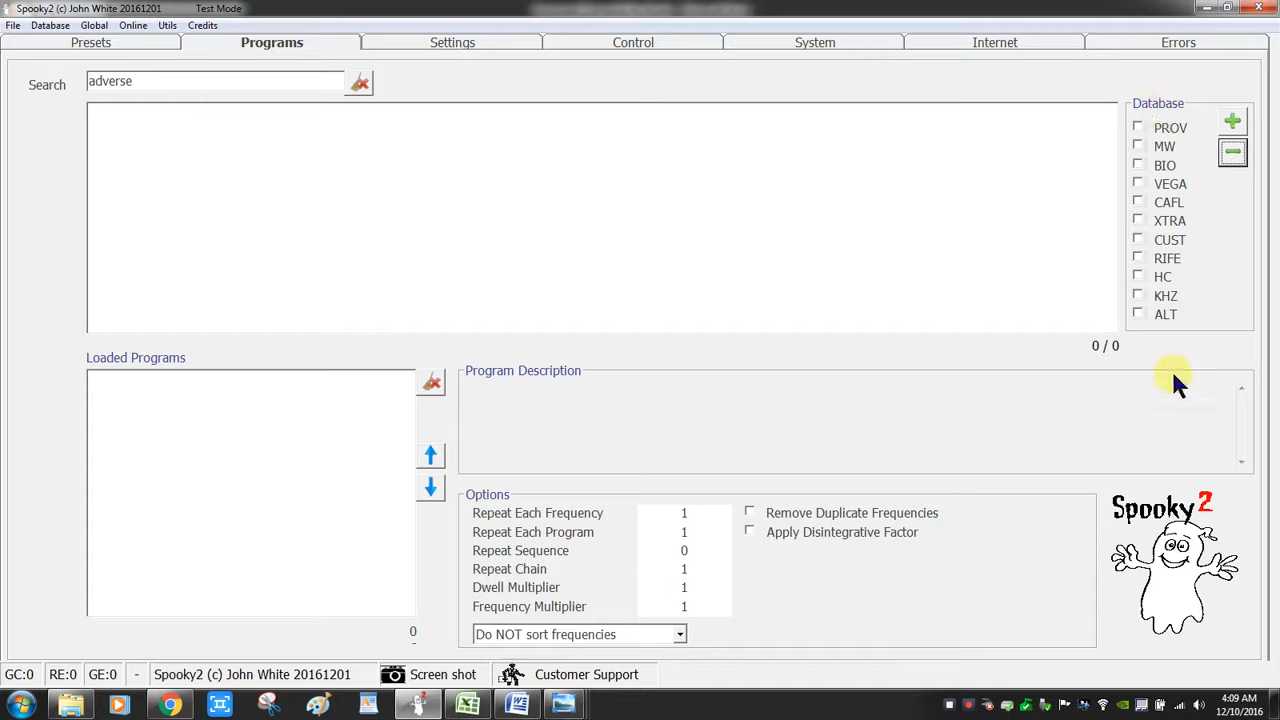 Spooky2 (c) John White 20161201 Test Mode
File Database Global Online Utils Credits
Presets Programs Settings Control System Internet Errors
Search adverse
Database
PROV
MW
BIO
VEGA
CAFL
XTRA
CUST
RIFE
HC
KHZ
ALT
0 / 0
Loaded Programs
Program Description
0
-
Options
Repeat Each Frequency 1
Repeat Each Program 1
Repeat Sequence 0
Repeat Chain 1
Dwell Multiplier 1
Frequency Multiplier 1
Do NOT sort frequencies
Remove Duplicate Frequencies
Apply Disintegrative Factor
Spooky2
GC:0 RE:0 GE:0 - Spooky2 (c) John White 20161201 Screen shot Customer Support
4:09 AM
12/10/2016